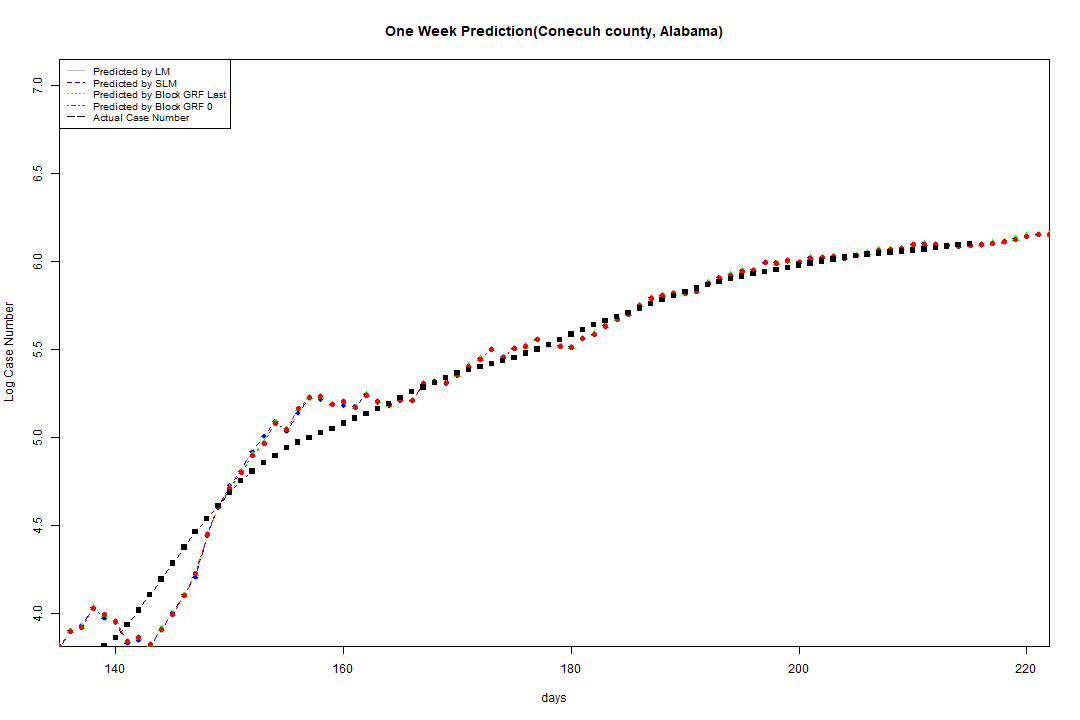 One Week Prediction(Conecuh county, Alabama)
Predicted by LM
Predicted by SLM
Predicted by Block GRF Last
Predicted by Block GRF 0
Actual Case Number
7.0
6.5
6.0
5.5
5.0
4.5
4.0
Log Case Number
140 160 180 200 220
days